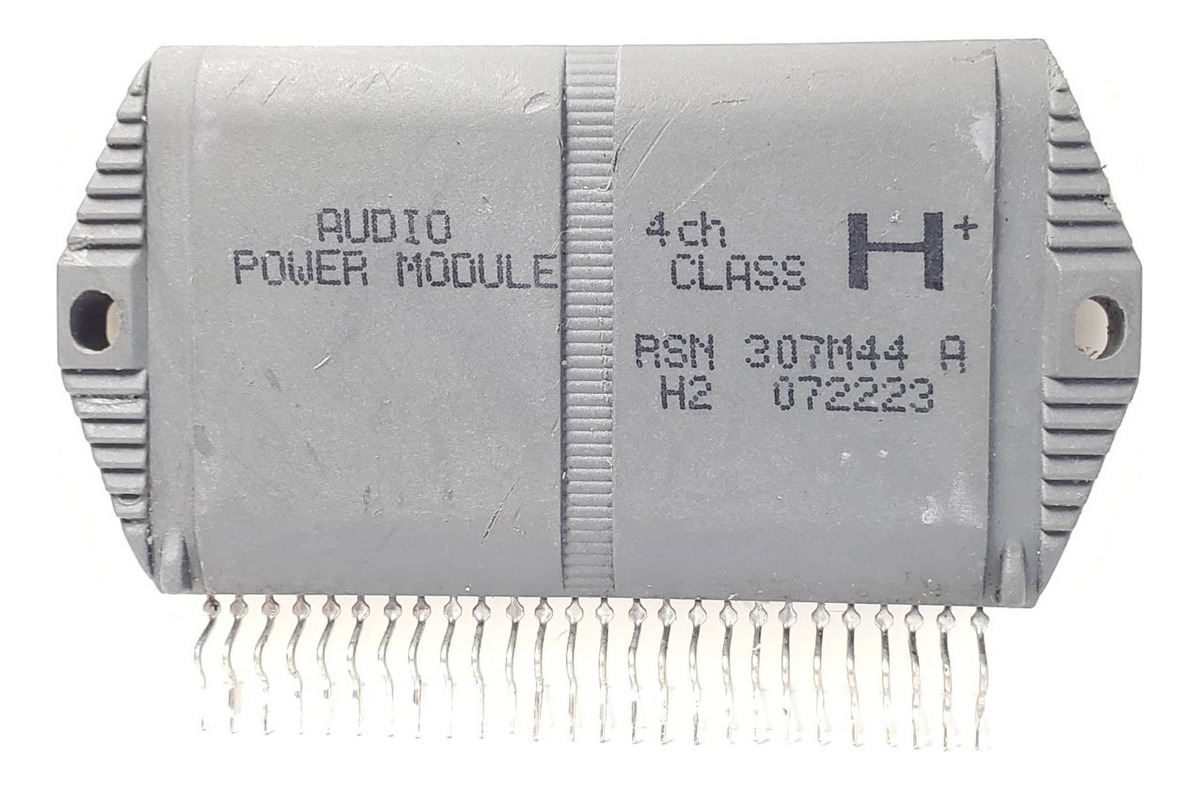 AUDIO
POWER MODULE
4ch H+
CLASS
RSN 307M44 A
H2 072223